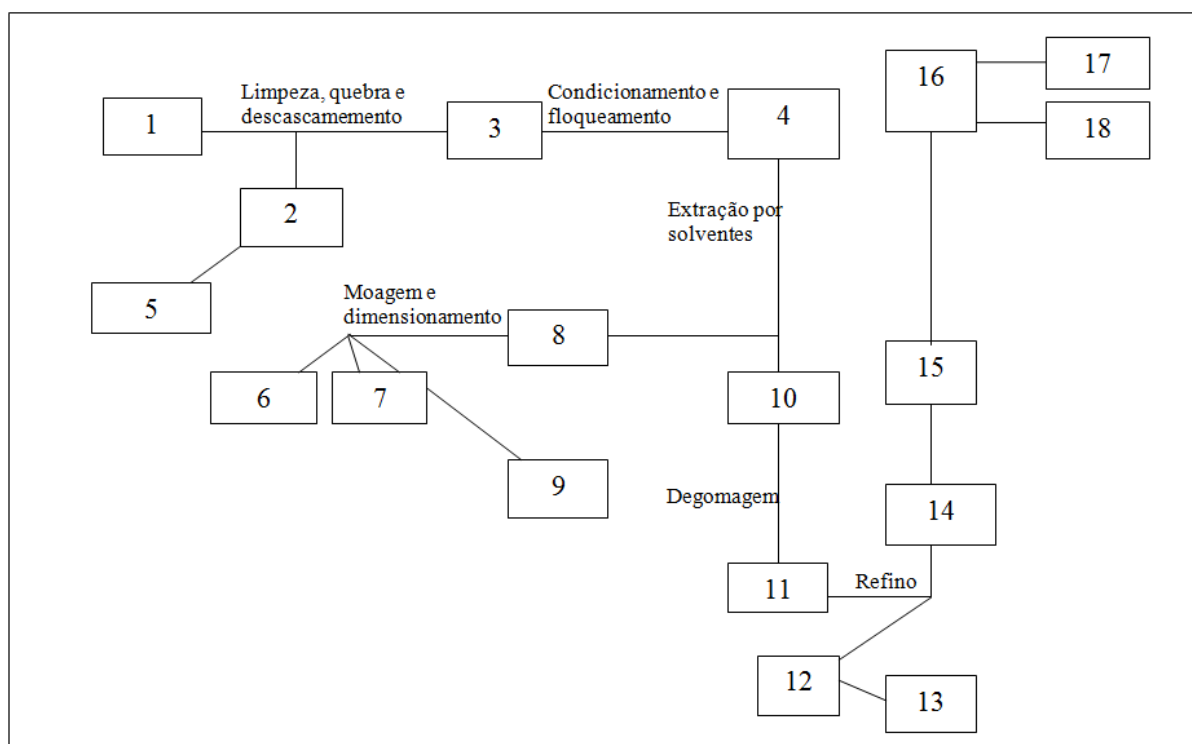 1
Limpeza, quebra e
descascamemento
3
Condicionamento e
floqueamento
4
16
17
18
2
Extração por
solventes
5
Moagem e
dimensionamento
8
6
7
10
15
9
Degomagem
14
11
Refino
12
13